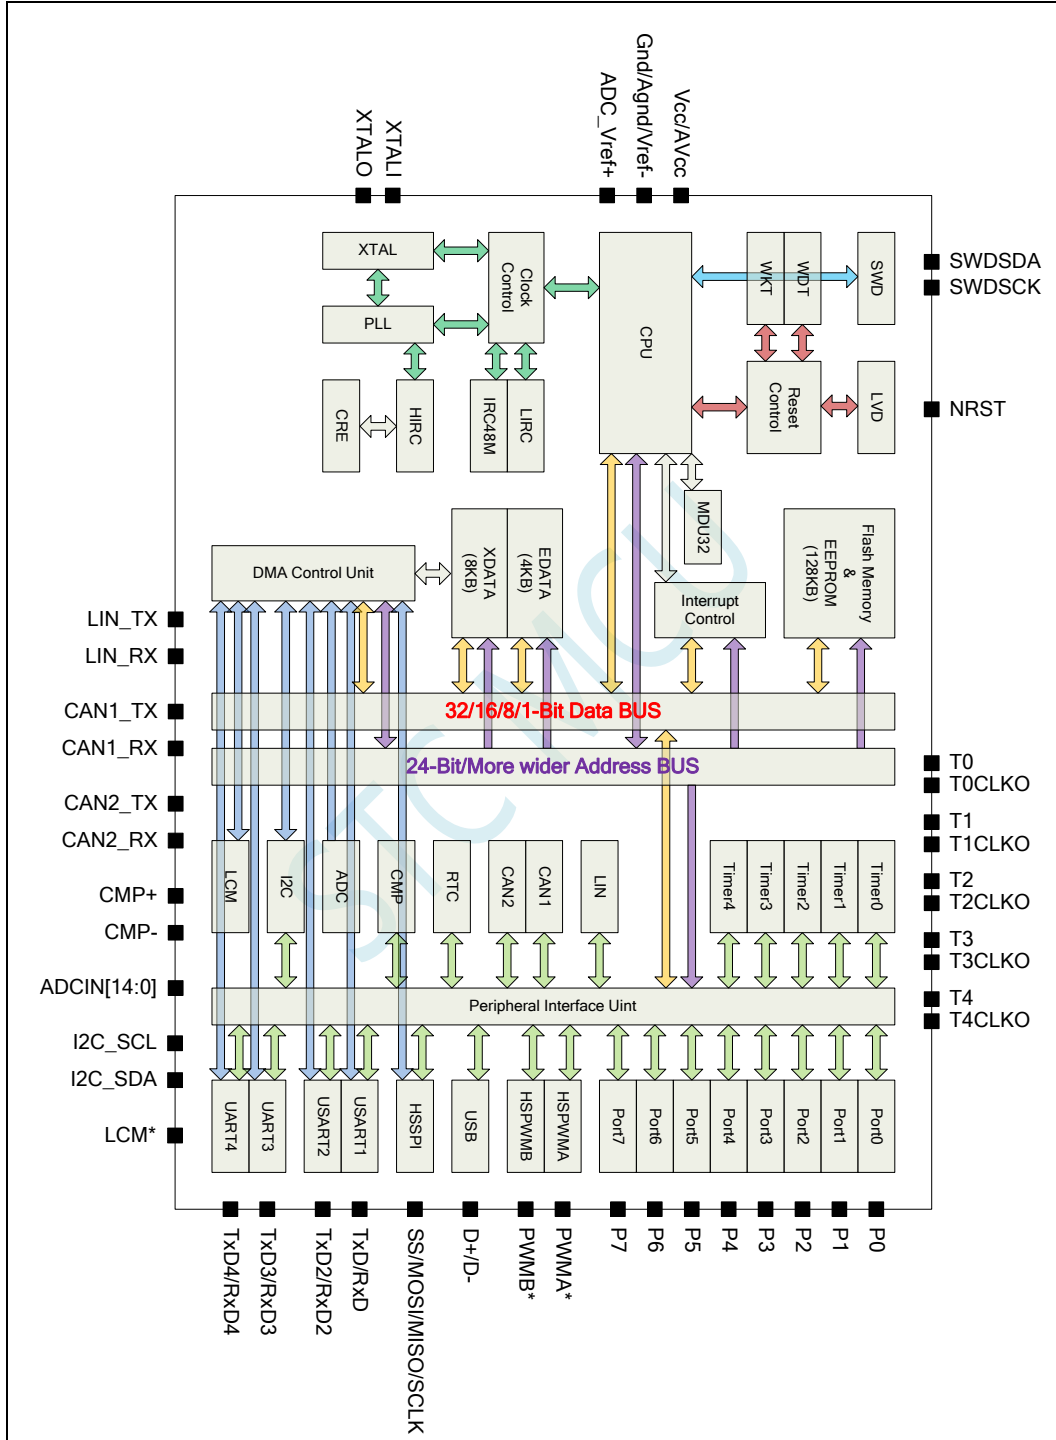 XTALO
XTALI
ADC_Vref+
Gnd/Agnd/Vref-
Vcc/AVcc
XTAL
Clock
Control
CPU
WKT
WDT
SWD
SWDSDA
SWDSCK
PLL
CRE
HIRC
IRC48M
LIRC
Reset
Control
LVD
NRST
MDU32
DMA Control Unit
XDATA
(8KB)
EDATA
(4KB)
Interrupt
Control
Flash Memory
&
EEPROM
(128KB)
STC MCU
LIN_TX
LIN_RX
CAN1_TX
CAN1_RX
CAN2_TX
CAN2_RX
CMP+
CMP-
ADCIN[14:0]
I2C_SCL
I2C_SDA
LCM*
32/16/8/1-Bit Data BUS
24-Bit/More wider Address BUS
T0
T0CLKO
T1
T1CLKO
T2
T2CLKO
T3
T3CLKO
T4
T4CLKO
LCM
I2C
ADC
CMP
RTC
CAN2
CAN1
LIN
Timer4
Timer3
Timer2
Timer1
Timer0
Peripheral Interface Uint
UART4
UART3
USART2
USART1
HSSPI
USB
HSPWMB
HSPWMA
Port7
Port6
Port5
Port4
Port3
Port2
Port1
Port0
TxD4/RxD4
TxD3/RxD3
TxD2/RxD2
TxD/RxD
SS/MOSI/MISO/SCLK
D+/D-
PWMB*
PWMA*
P7
P6
P5
P4
P3
P2
P1
P0